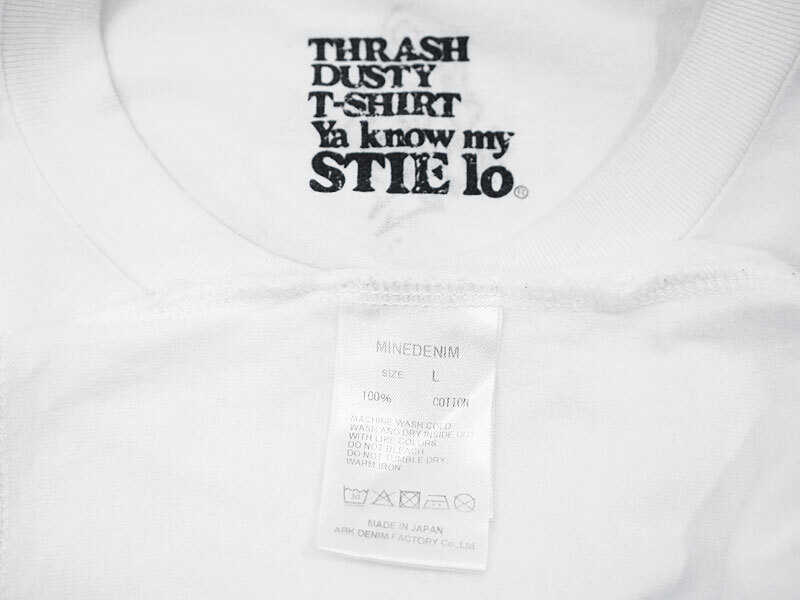 THRASH
DUSTY
T-SHIRT
Ya know my
STIE lo®
MINEDENIM
SIZE L
100% COTTON
MACHINE WASH COLD
WASH AND DRY INSIDE OUT
WITH LIKE COLORS
DO NOT BLEACH
DO NOT TUMBLE DRY
WARM IRON
30
MADE IN JAPAN
ARK DENIM FACTORY Co.,Ltd